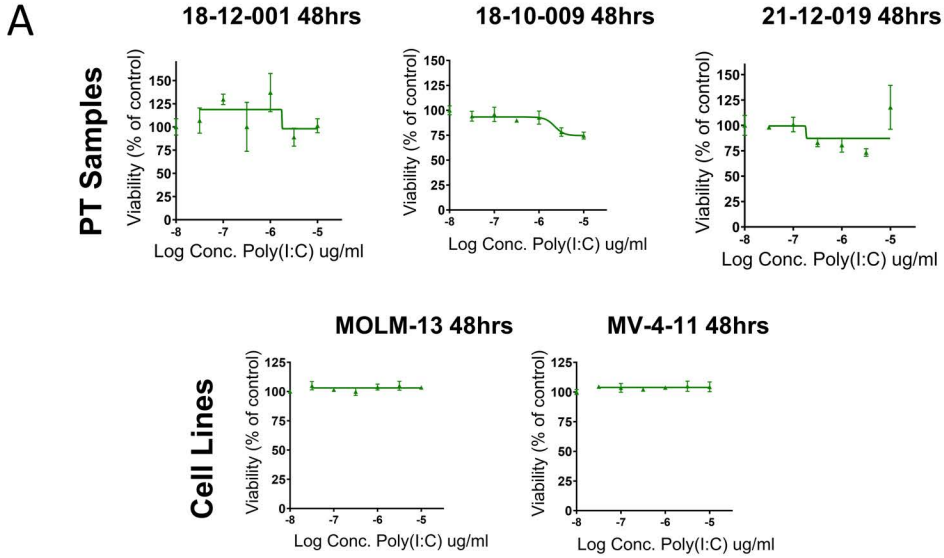 A
18-12-001 48hrs
18-10-009 48hrs
21-12-019 48hrs
PT Samples
Viability (% of control)
150
125
100
75
50
25
0
-8
-7
-6
-5
Log Conc. Poly(I:C) ug/ml
Viability (% of control)
150
125
100
75
50
25
0
-8
-7
-6
-5
Log Conc. Poly(I:C) ug/ml
Viability (% of control)
150
125
100
75
50
25
0
-8
-7
-6
-5
Log Conc. Poly(I:C) ug/ml
MOLM-13 48hrs
MV-4-11 48hrs
Cell Lines
Viability (% of control)
125
100
75
50
25
0
-8
-7
-6
-5
Log Conc. Poly(I:C) ug/ml
Viability (% of control)
125
100
75
50
25
0
-8
-7
-6
-5
Log Conc. Poly(I:C) ug/ml